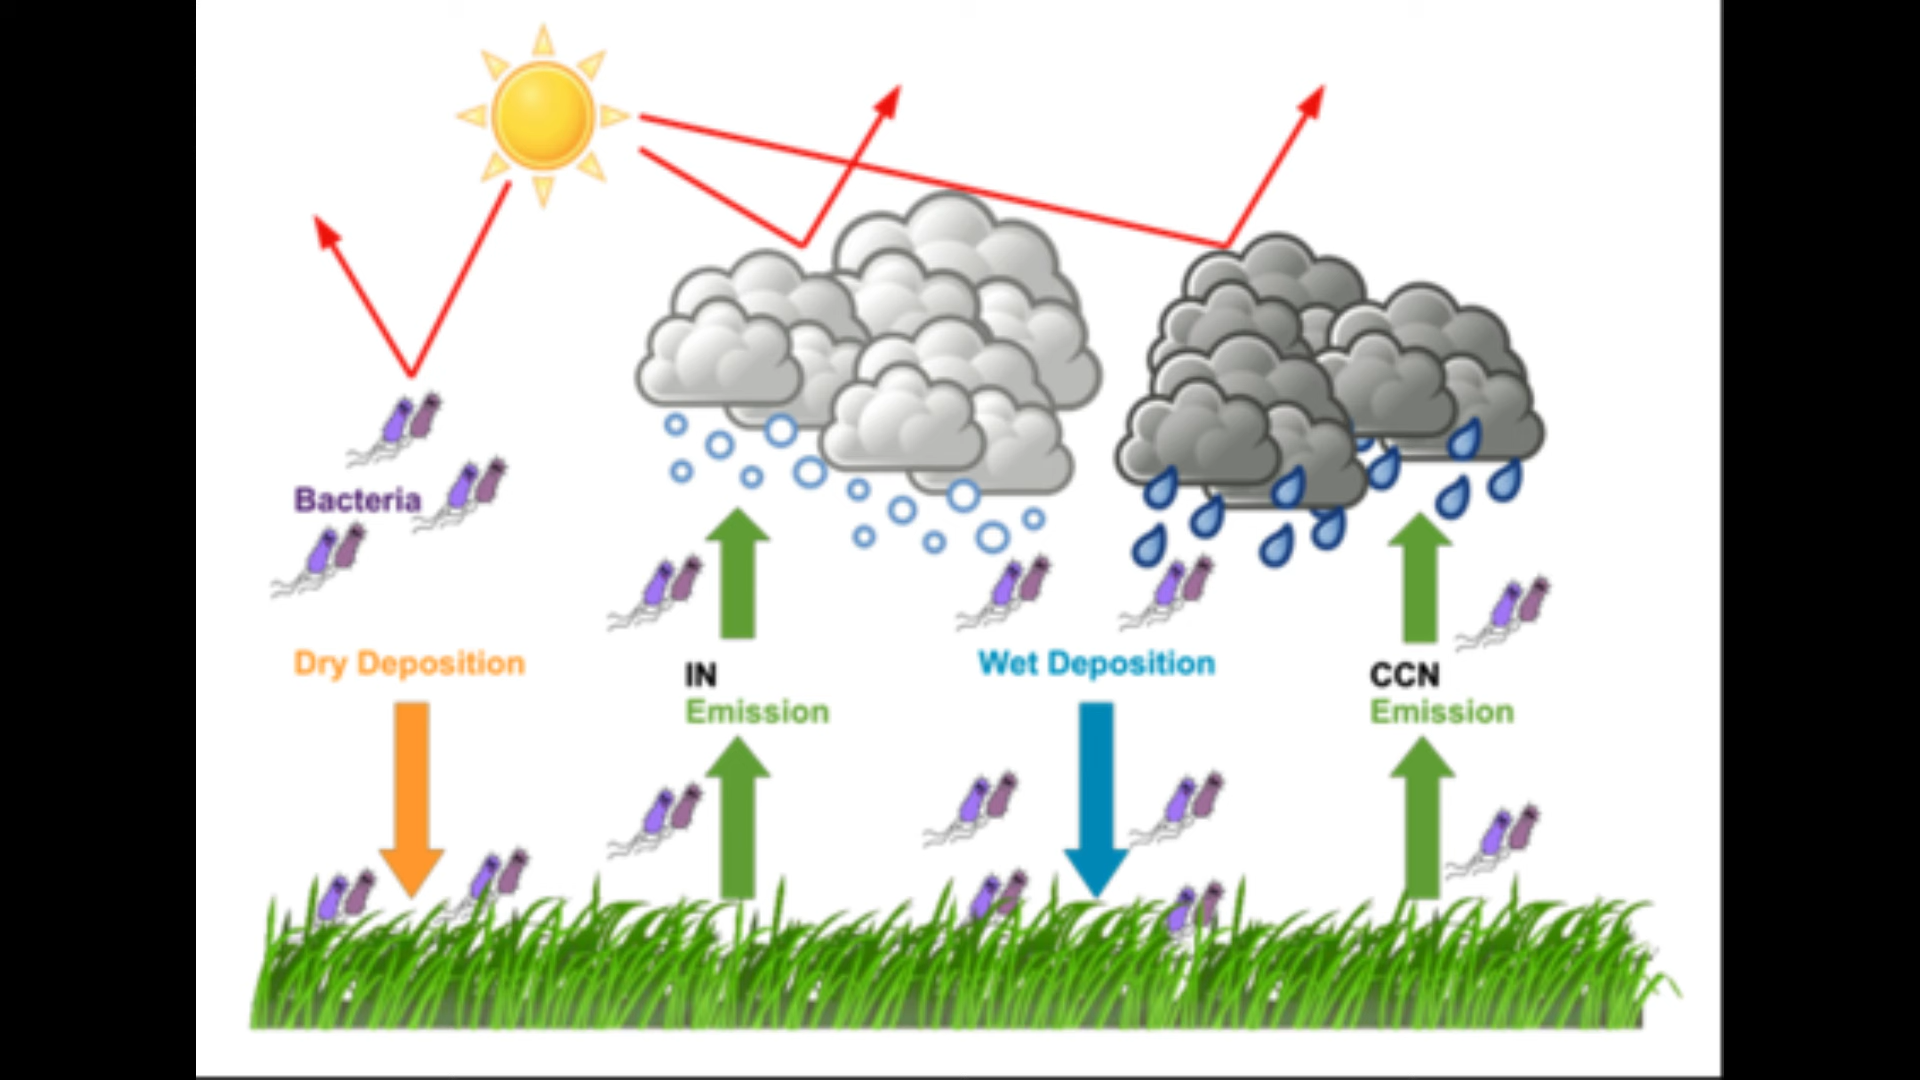 Bacteria
Dry Deposition
IN
Emission
Wet Deposition
CCN
Emission